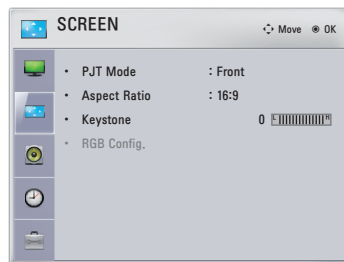 SCREEN
Move ◉ OK
• PJT Mode : Front
• Aspect Ratio : 16:9
• Keystone 0
• RGB Config.